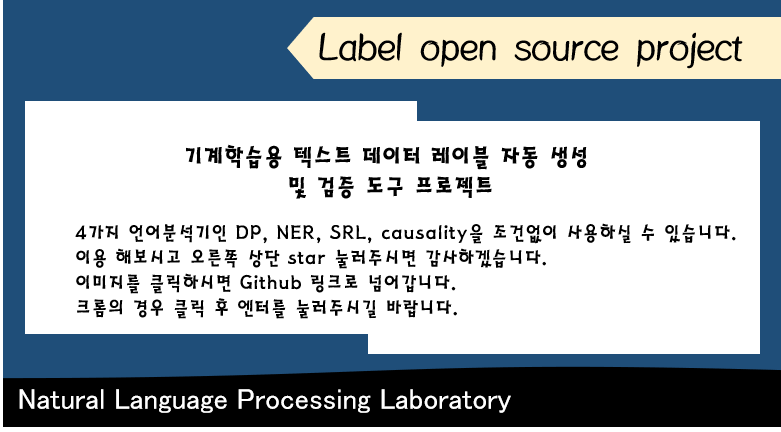 Label open source project
기계학습용 텍스트 데이터 레이블 자동 생성
및 검증 도구 프로젝트
4가지 언어분석기인 DP, NER, SRL, causality을 조건없이 사용하실 수 있습니다.
이용 해보시고 오른쪽 상단 star 눌러주시면 감사하겠습니다.
이미지를 클릭하시면 Github 링크로 넘어갑니다.
크롬의 경우 클릭 후 엔터를 눌러주시길 바랍니다.
Natural Language Processing Laboratory